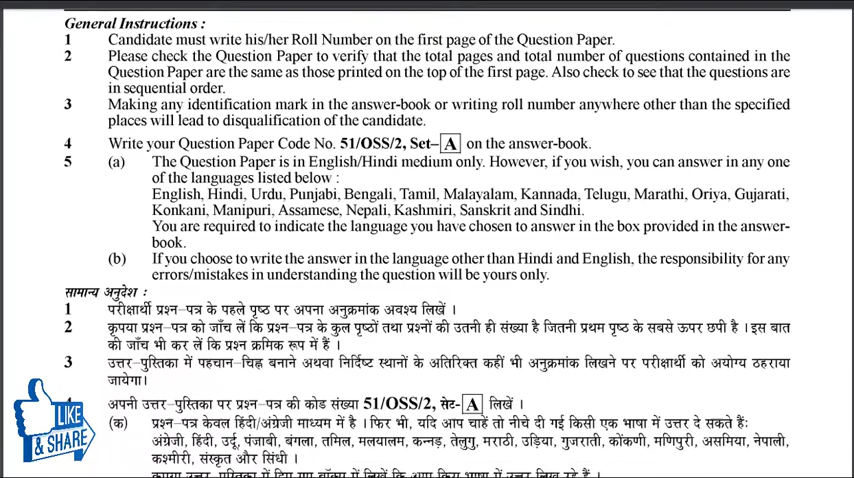 General Instructions :
1 Candidate must write his/her Roll Number on the first page of the Question Paper.
2 Please check the Question Paper to verify that the total pages and total number of questions contained in the
Question Paper are the same as those printed on the top of the first page. Also check to see that the questions are
in sequential order.
3 Making any identification mark in the answer-book or writing roll number anywhere other than the specified
places will lead to disqualification of the candidate.
4 Write your Question Paper Code No. 51/OSS/2, Set– A on the answer-book.
5 (a) The Question Paper is in English/Hindi medium only. However, if you wish, you can answer in any one
of the languages listed below :
English, Hindi, Urdu, Punjabi, Bengali, Tamil, Malayalam, Kannada, Telugu, Marathi, Oriya, Gujarati,
Konkani, Manipuri, Assamese, Nepali, Kashmiri, Sanskrit and Sindhi.
You are required to indicate the language you have chosen to answer in the box provided in the answer-
book.
(b) If you choose to write the answer in the language other than Hindi and English, the responsibility for any
errors/mistakes in understanding the question will be yours only.
सामान्य अनुदेश :
1 परीक्षार्थी प्रश्न-पत्र के पहले पृष्ठ पर अपना अनुक्रमांक अवश्य लिखें ।
2 कृपया प्रश्न-पत्र को जाँच लें कि प्रश्न-पत्र के कुल पृष्ठों तथा प्रश्नों की उतनी ही संख्या है जितनी प्रथम पृष्ठ के सबसे ऊपर छपी है । इस बात
की जाँच भी कर लें कि प्रश्न क्रमिक रूप में हैं ।
3 उत्तर-पुस्तिका में पहचान-चिह्न बनाने अथवा निर्दिष्ट स्थानों के अतिरिक्त कहीं भी अनुक्रमांक लिखने पर परीक्षार्थी को अयोग्य ठहराया
जायेगा।
अपनी उत्तर-पुस्तिका पर प्रश्न-पत्र की कोड संख्या 51/OSS/2, सेट- A लिखें ।
(क) प्रश्न-पत्र केवल हिंदी/अंग्रेजी माध्यम में है । फिर भी, यदि आप चाहें तो नीचे दी गई किसी एक भाषा में उत्तर दे सकते हैंः
अंग्रेजी, हिंदी, उर्दू, पंजाबी, बंगला, तमिल, मलयालम, कन्नड़, तेलुगु, मराठी, उड़िया, गुजराती, कोंकणी, मणिपुरी, असमिया, नेपाली,
कश्मीरी, संस्कृत और सिंधी ।
कृपया उत्तर-पुस्तिका में दिए गए बॉक्स में लिखें कि आप किस भाषा में उत्तर लिख रहे हैं ।
LIKE
& SHARE